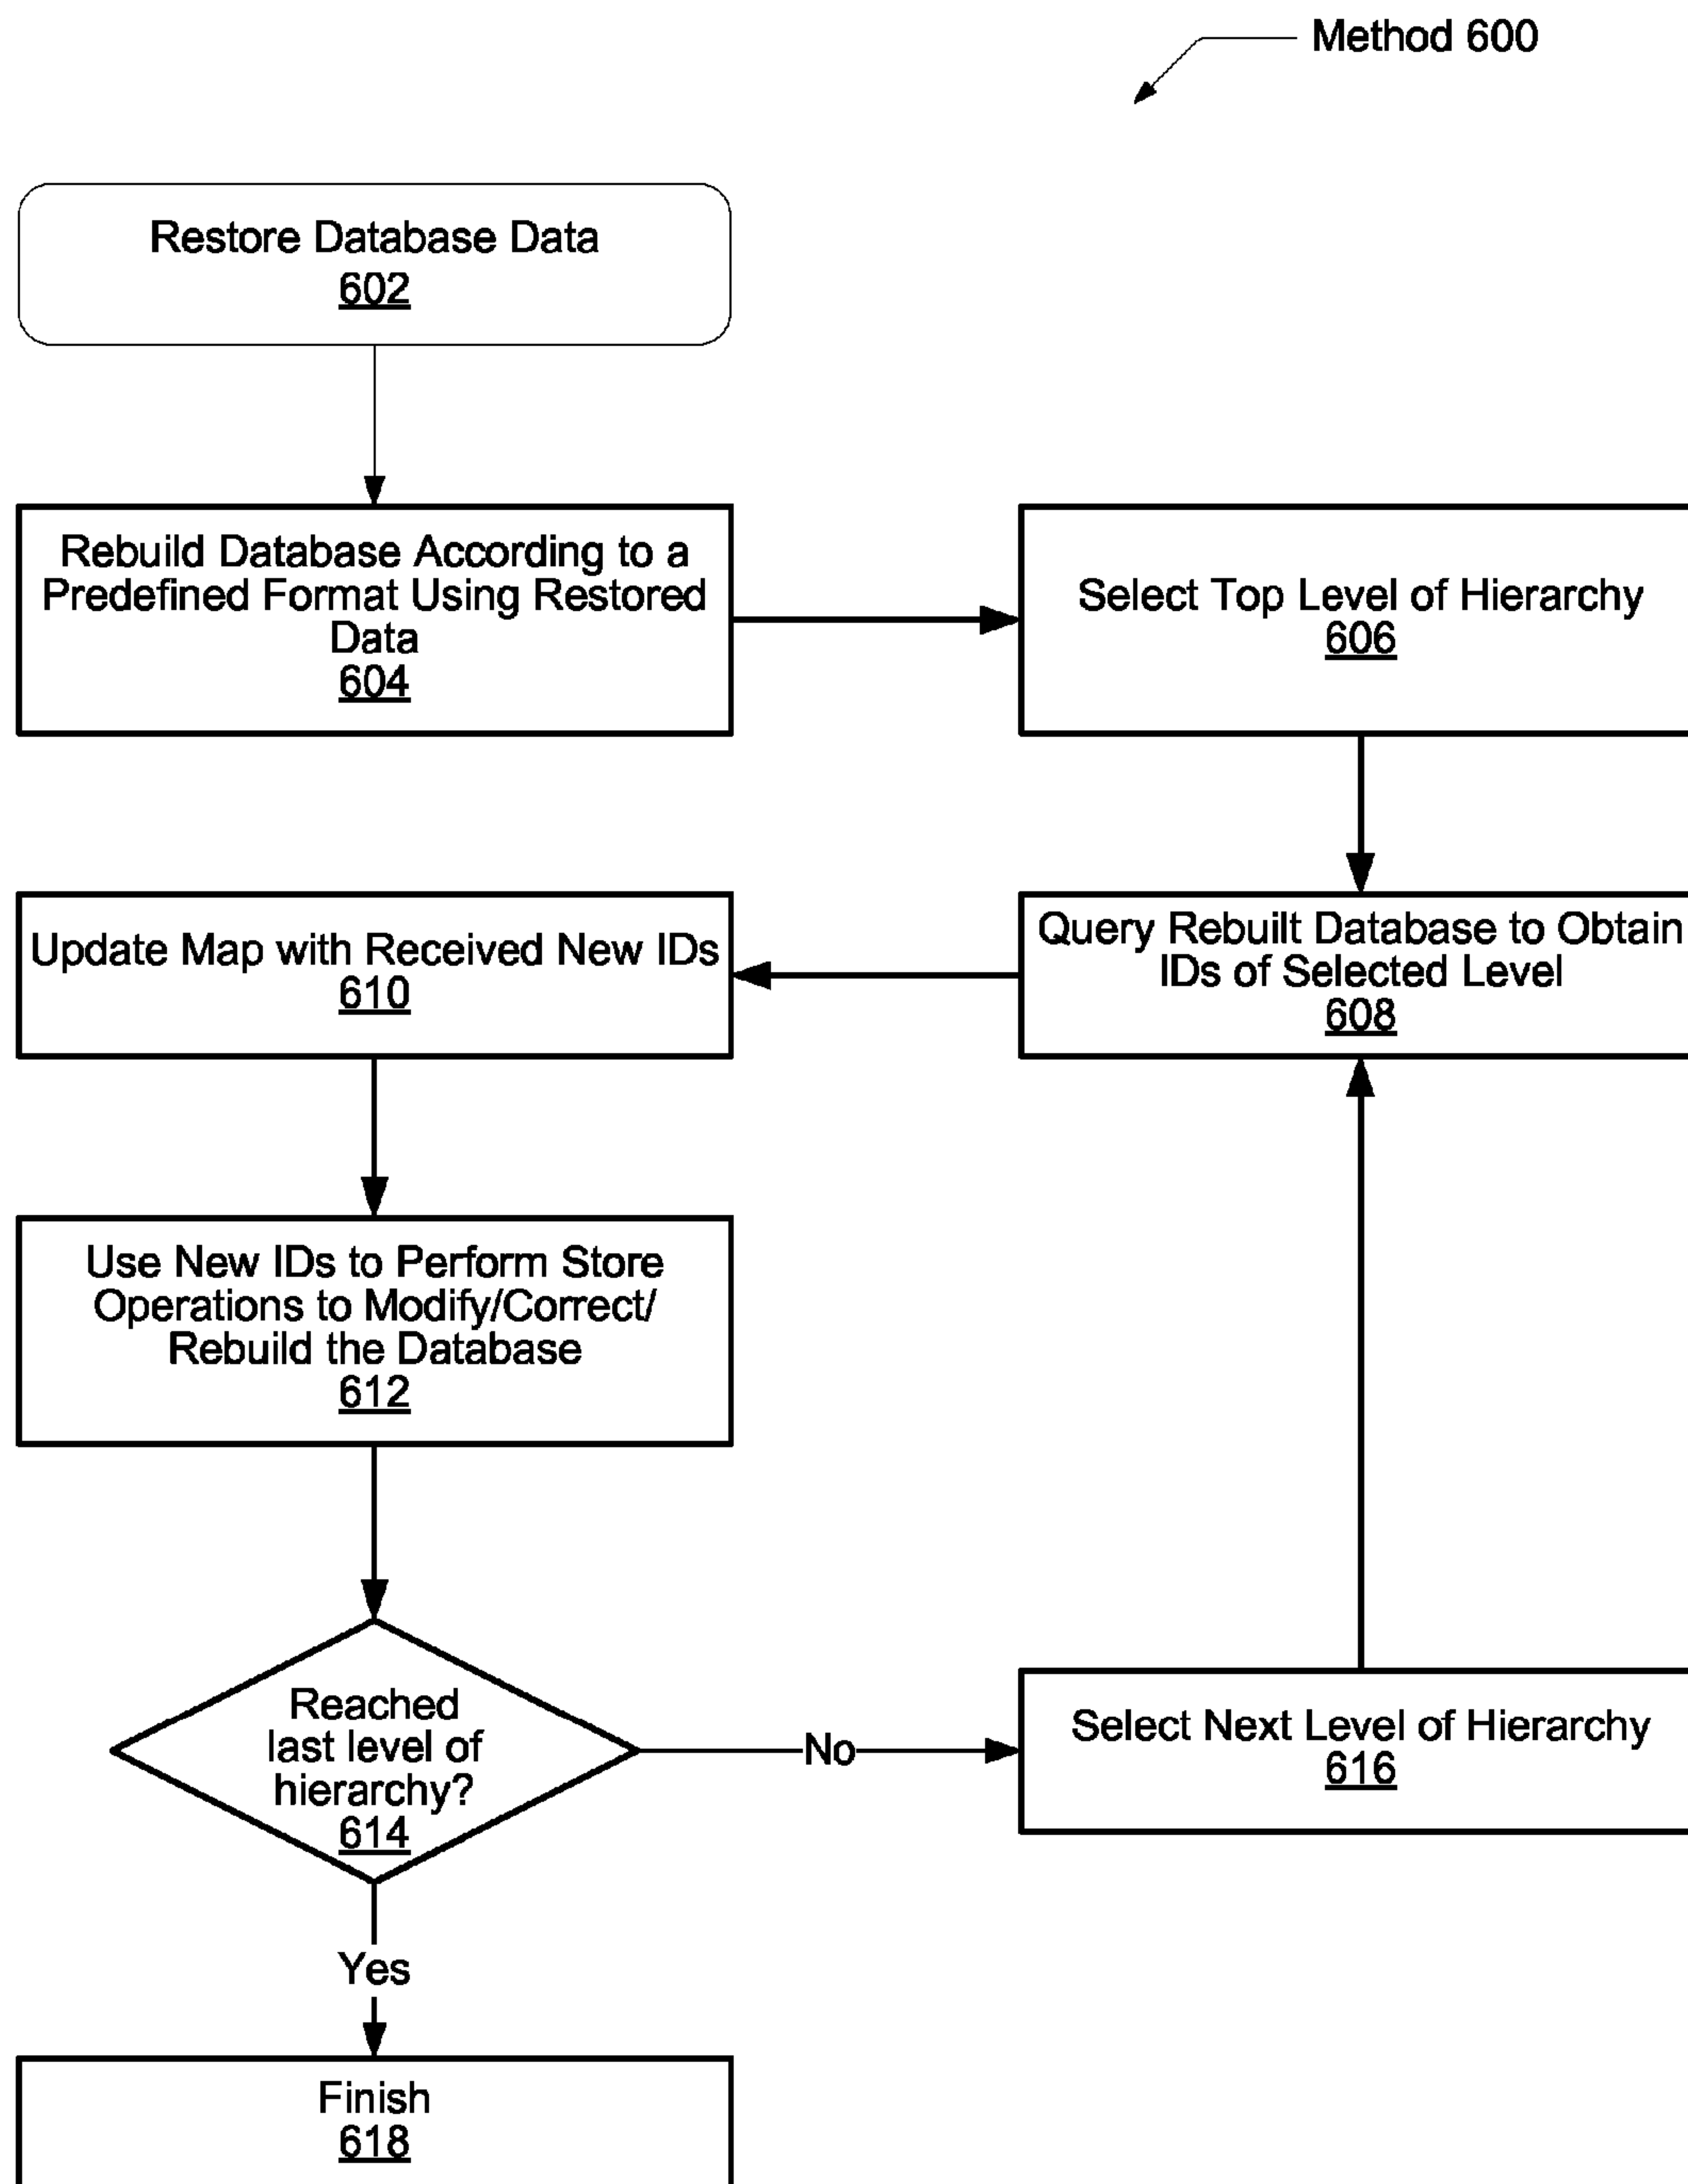 Method 600
Restore Database Data
602
Rebuild Database According to a
Predefined Format Using Restored
Data
604
Select Top Level of Hierarchy
606
Query Rebuilt Database to Obtain
IDs of Selected Level
608
Update Map with Received New IDs
610
Use New IDs to Perform Store
Operations to Modify/Correct/
Rebuild the Database
612
Reached
last level of
hierarchy?
614
No
Select Next Level of Hierarchy
616
Yes
Finish
618